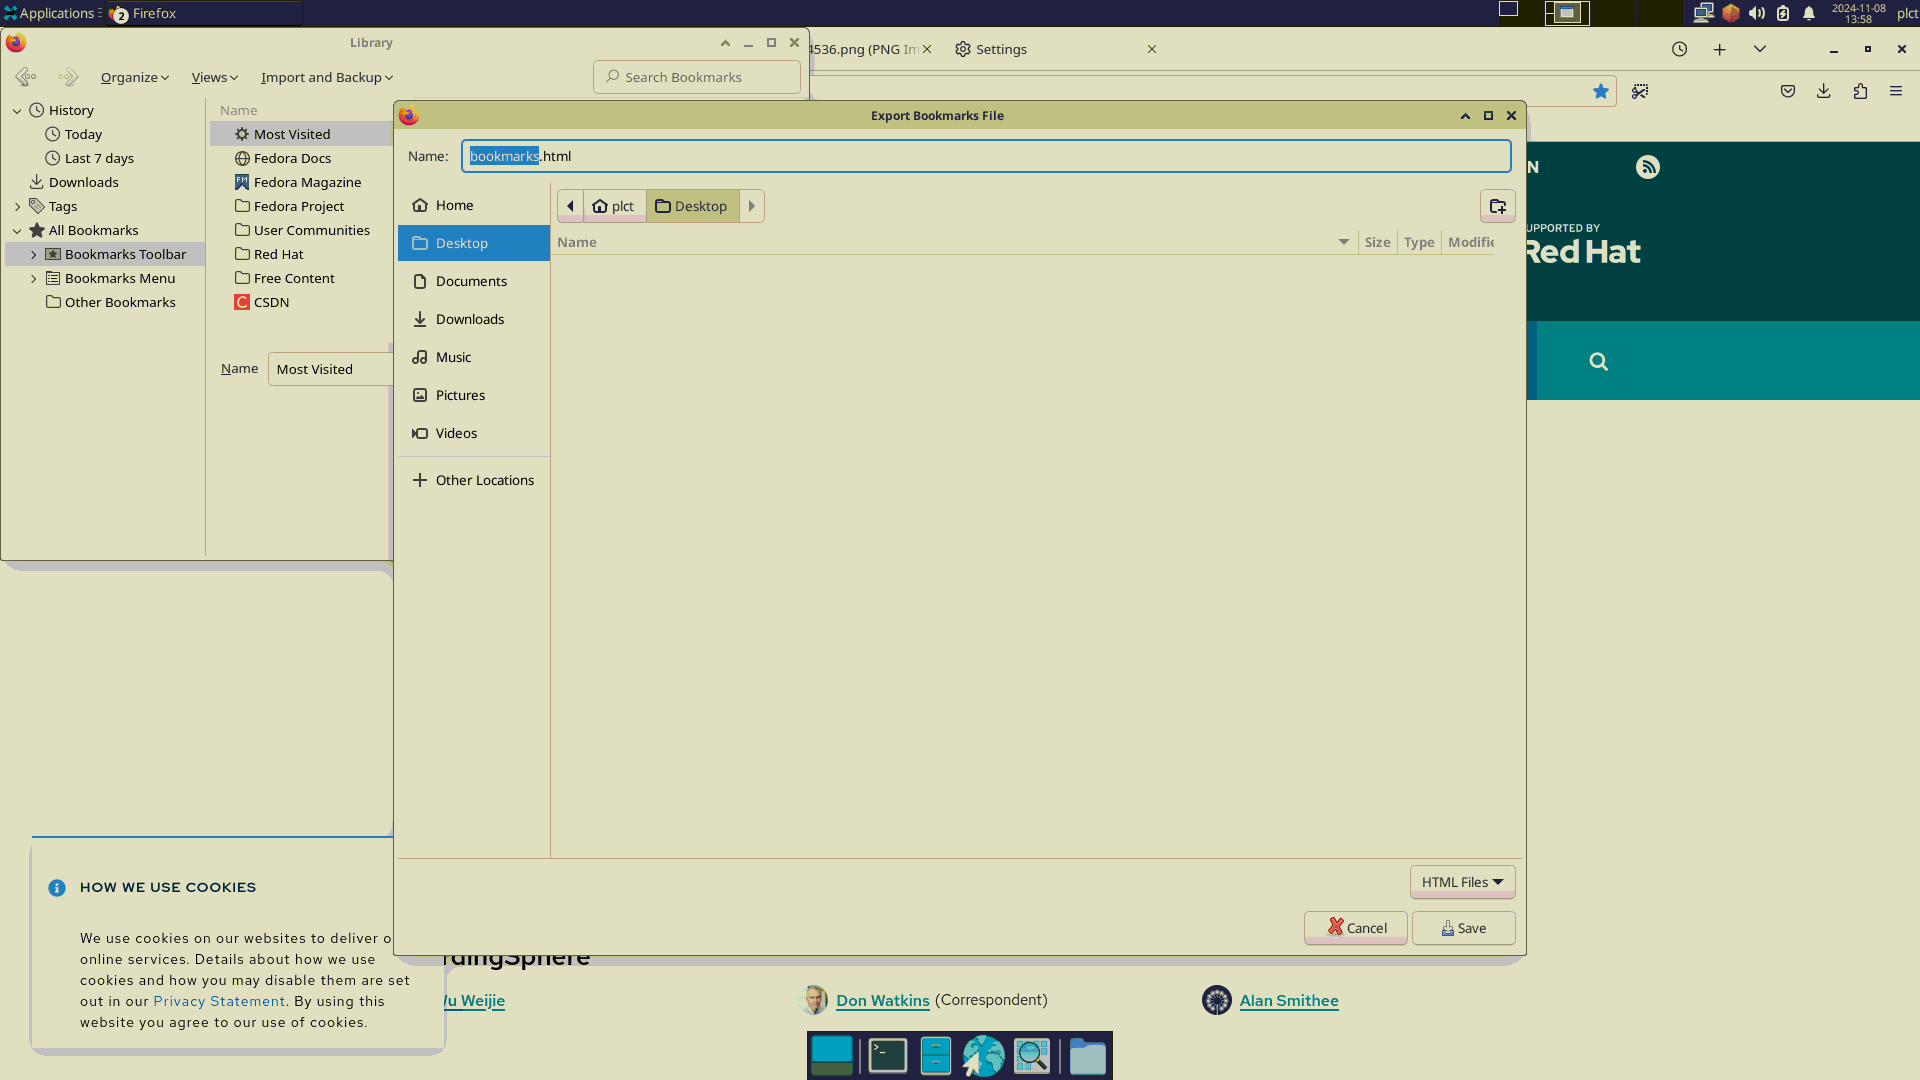 Applications
2
Firefox
2024-11-08
13:58
plct
Library
4536.png (PNG Im
Settings
Organize
Views
Import and Backup
Search Bookmarks
History
Today
Last 7 days
Downloads
Tags
All Bookmarks
Bookmarks Toolbar
Bookmarks Menu
Other Bookmarks
Name
Most Visited
Fedora Docs
Fedora Magazine
Fedora Project
User Communities
Red Hat
Free Content
CSDN
Name
Most Visited
Export Bookmarks File
Name:
bookmarks.html
Home
Desktop
Documents
Downloads
Music
Pictures
Videos
Other Locations
plct
Desktop
Name
Size
Type
Modifie
HTML Files
Cancel
Save
N
UPPORTED BY
Red Hat
HOW WE USE COOKIES
We use cookies on our websites to deliver o
online services. Details about how we use
cookies and how you may disable them are set
out in our Privacy Statement. By using this
website you agree to our use of cookies.
rdingSphere
Wu Weijie
Don Watkins (Correspondent)
Alan Smithee